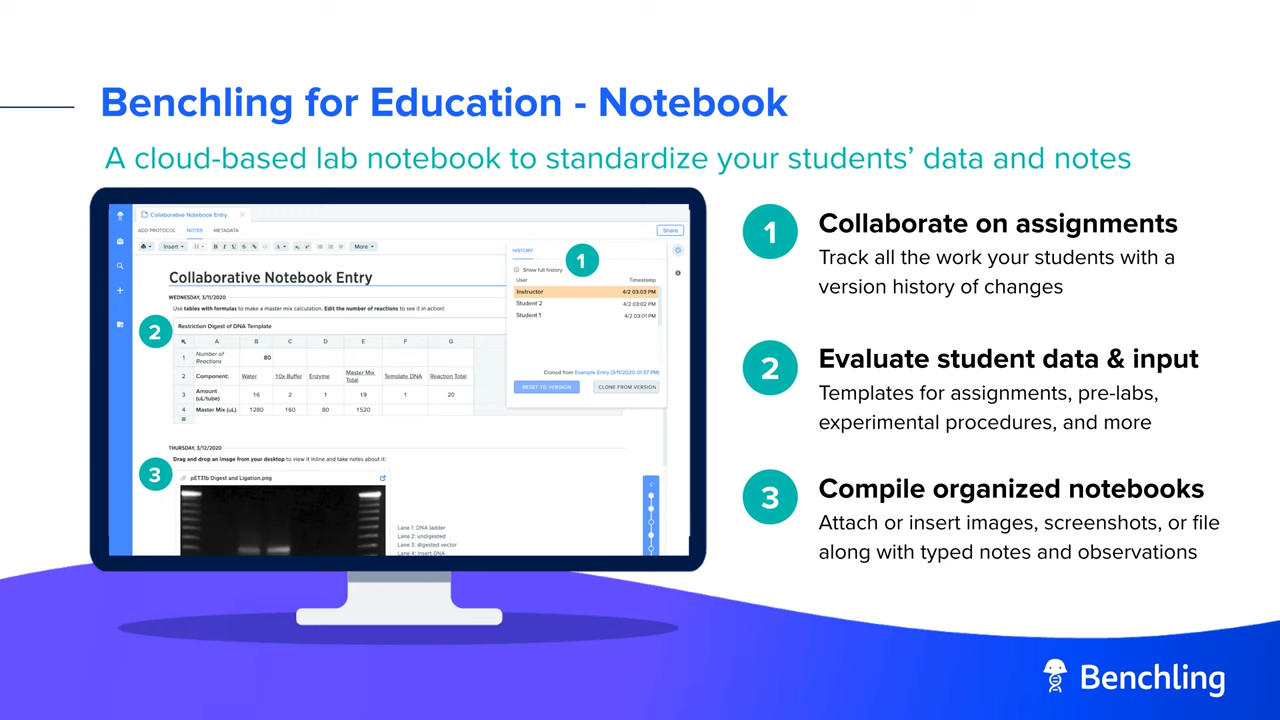 Benchling for Education - Notebook
A cloud-based lab notebook to standardize your students' data and notes
Collaborative Notebook Entry
ADD PROTOCOL NOTES METADATA
Share
Insert
B I U S
A
More
HISTORY
1
Show full history
User Timestamp
Instructor 4/2 03:03 PM
Student 2 4/2 03:02 PM
Student 1 4/2 03:01 PM
Cloned from Example Entry (3/11/2020 01:37 PM)
RESET TO VERSION CLONE FROM VERSION
Collaborative Notebook Entry
WEDNESDAY, 3/11/2020
Use tables with formulas to make a master mix calculation. Edit the number of reactions to see it in action!
2
Restriction Digest of DNA Template
A B C D E F G
1 Number of Reactions 80
2 Component: Water 10x Buffer Enzyme Master Mix Total Template DNA Reaction Total
3 Amount (uL/tube) 16 2 1 19 1 20
4 Master Mix (uL) 1280 160 80 1520
THURSDAY, 3/12/2020
Drag and drop an image from your desktop to view it inline and take notes about it:
3
pET31b Digest and Ligation.png
Lane 1: DNA ladder
Lane 2: undigested
Lane 3: digested vector
Lane 4: Insert DNA
1
Collaborate on assignments
Track all the work your students with a
version history of changes
2
Evaluate student data & input
Templates for assignments, pre-labs,
experimental procedures, and more
3
Compile organized notebooks
Attach or insert images, screenshots, or file
along with typed notes and observations
Benchling